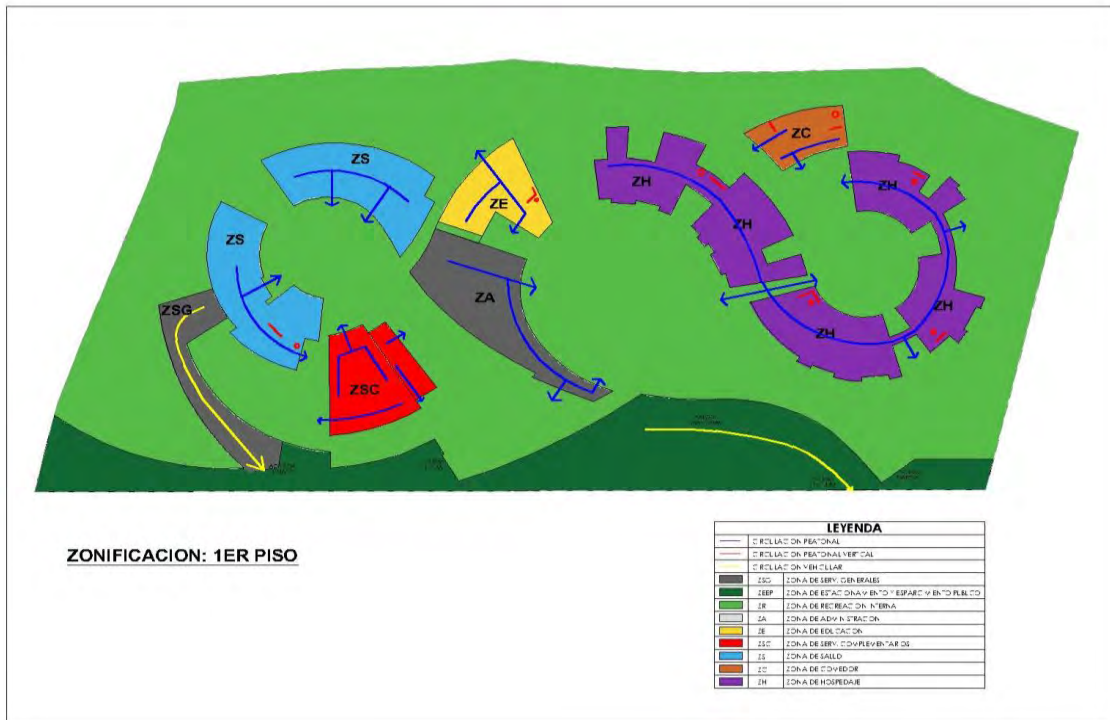 ZS
ZC
ZE
ZH
ZH
ZS
ZH
ZSG
ZA
ZH
ZH
ZSC
ZONIFICACION: 1ER PISO
LEYENDA
CIRCULACION PEATONAL
CIRCULACION PEATONAL VERTICAL
CIRCULACION VEHICULAR
ZSG ZONA DE SERV. GENERALES
ZEEP ZONA DE ESTACIONAMIENTO Y ESPARCIMIENTO PUBLICO
ZR ZONA DE RECREACION INTERNA
ZA ZONA DE ADMINISTRACION
ZE ZONA DE EDUCACION
ZSC ZONA DE SERV. COMPLEMENTARIOS
ZS ZONA DE SALUD
ZC ZONA DE COMEDOR
ZH ZONA DE HOSPEDAJE